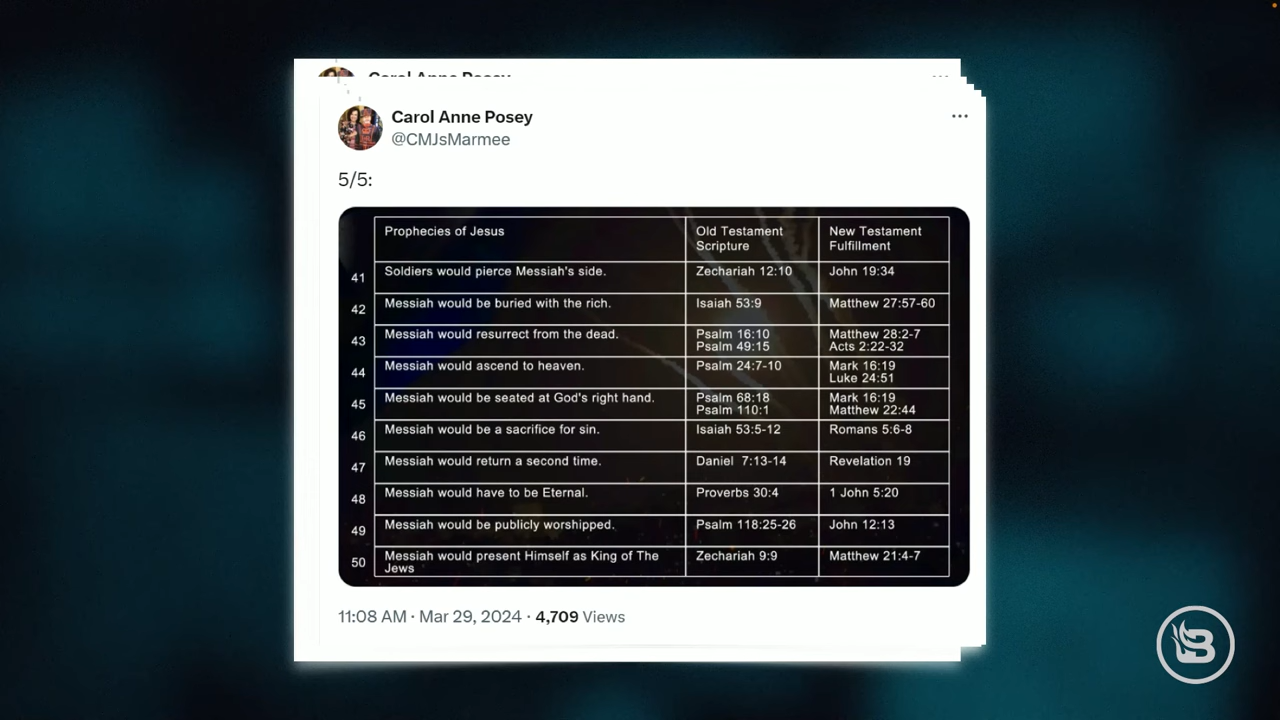 Carol Anne Posey
Carol Anne Posey
@CMJsMarmee
5/5:
Prophecies of Jesus
Old Testament
Scripture
New Testament
Fulfillment
41
Soldiers would pierce Messiah's side.
Zechariah 12:10
John 19:34
42
Messiah would be buried with the rich.
Isaiah 53:9
Matthew 27:57-60
43
Messiah would resurrect from the dead.
Psalm 16:10
Psalm 49:15
Matthew 28:2-7
Acts 2:22-32
44
Messiah would ascend to heaven.
Psalm 24:7-10
Mark 16:19
Luke 24:51
45
Messiah would be seated at God's right hand.
Psalm 68:18
Psalm 110:1
Mark 16:19
Matthew 22:44
46
Messiah would be a sacrifice for sin.
Isaiah 53:5-12
Romans 5:6-8
47
Messiah would return a second time.
Daniel 7:13-14
Revelation 19
48
Messiah would have to be Eternal.
Proverbs 30:4
1 John 5:20
49
Messiah would be publicly worshipped.
Psalm 118:25-26
John 12:13
50
Messiah would present Himself as King of The
Jews
Zechariah 9:9
Matthew 21:4-7
11:08 AM · Mar 29, 2024 · 4,709 Views
B